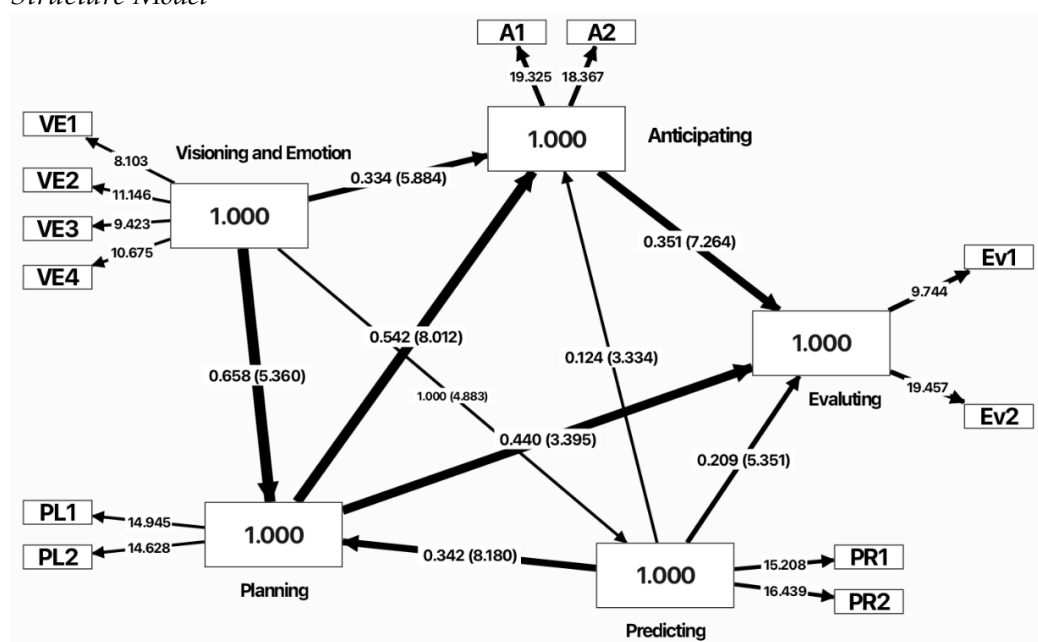 Structure Model
A1
A2
19.325
18.367
1.000
Anticipating
VE1
8.103
Visioning and Emotion
VE2
11.146
VE3
9.423
1.000
VE4
10.675
0.334 (5.884)
0.351 (7.264)
Ev1
9.744
1.000
Evaluting
19.457
Ev2
0.542 (8.012)
0.658 (5.360)
0.124 (3.334)
1.000 (4.883)
0.440 (3.395)
0.209 (5.351)
PL1
14.945
PL2
14.628
1.000
Planning
0.342 (8.180)
1.000
Predicting
15.208
PR1
16.439
PR2